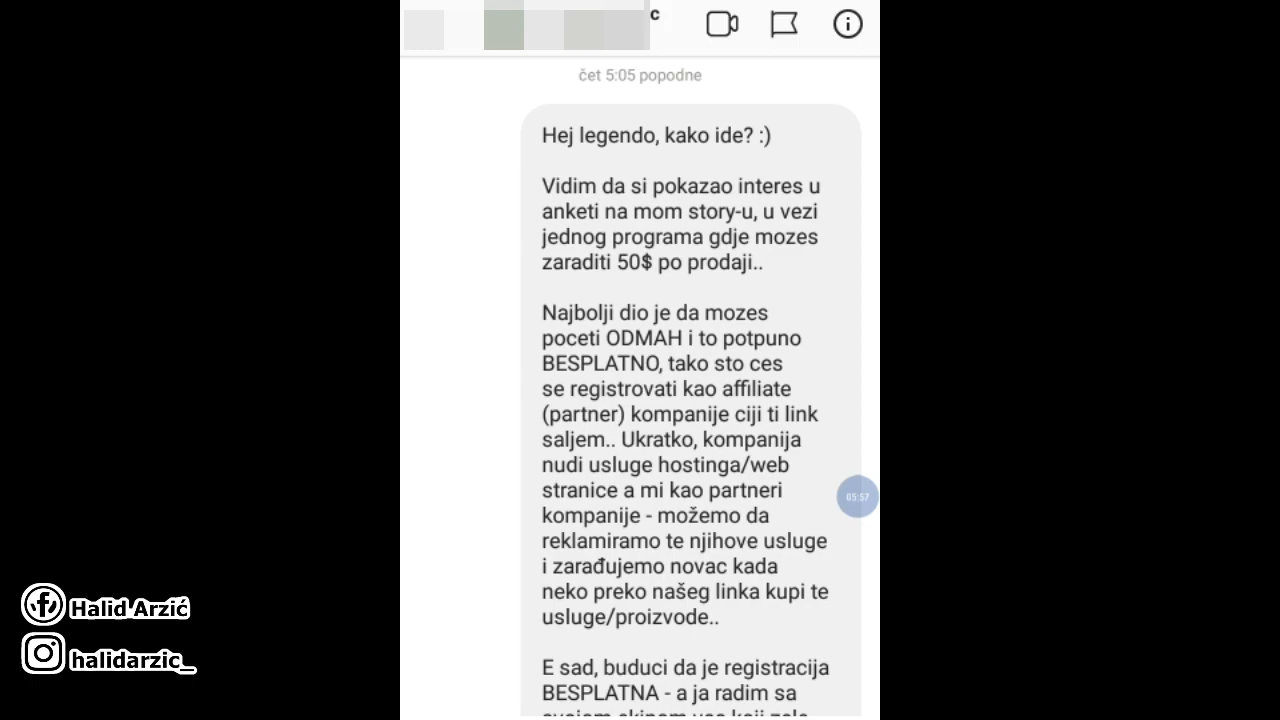 c
čet 5:05 popodne
Hej legendo, kako ide? :)
Vidim da si pokazao interes u
anketi na mom story-u, u vezi
jednog programa gdje mozes
zaraditi 50$ po prodaji..
Najbolji dio je da mozes
poceti ODMAH i to potpuno
BESPLATNO, tako sto ces
se registrovati kao affiliate
(partner) kompanije ciji ti link
saljem.. Ukratko, kompanija
nudi usluge hostinga/web
stranice a mi kao partneri
kompanije - možemo da
reklamiramo te njihove usluge
i zarađujemo novac kada
neko preko našeg linka kupi te
usluge/proizvode..
E sad, buduci da je registracija
BESPLATNA - a ja radim sa
05:57
Halid Arzić
halidarzic_